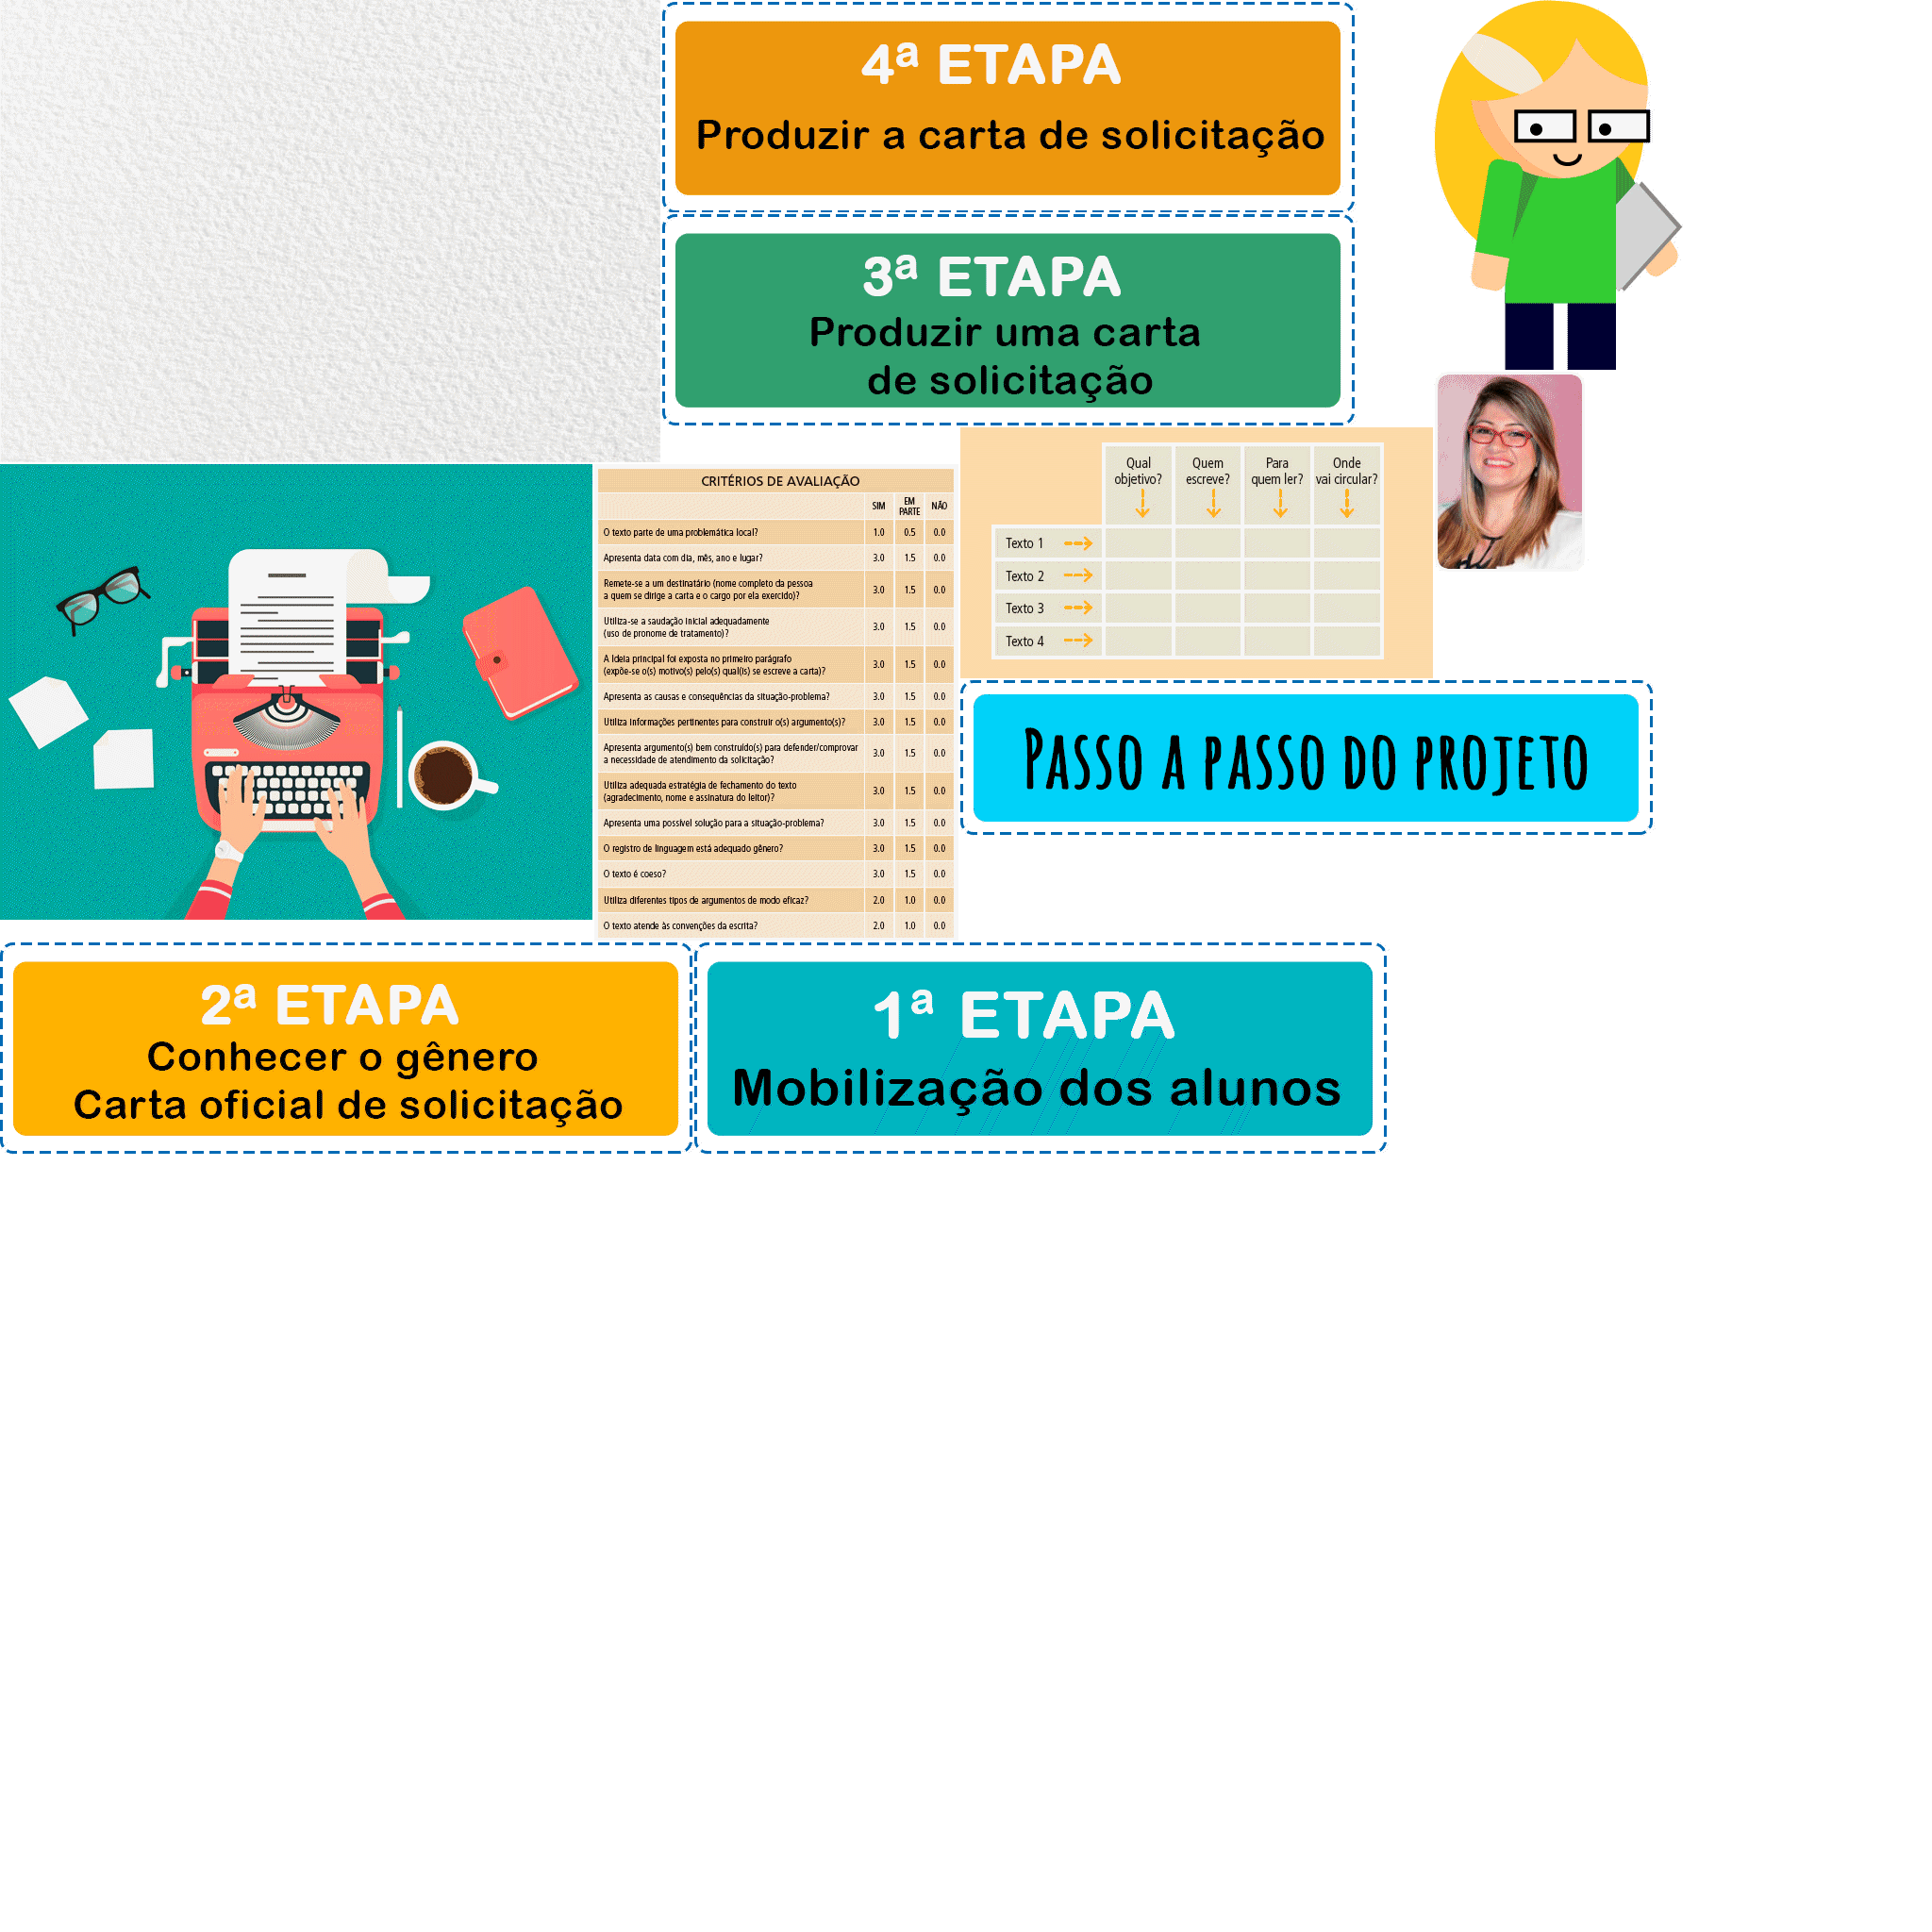 4ª ETAPA
Produzir a carta de solicitação
3ª ETAPA
Produzir uma carta
de solicitação
CRITÉRIOS DE AVALIAÇÃO
SIM EM PARTE NÃO
O texto parte de uma problemática local? 1.0 0.5 0.0
Apresenta data com dia, mês, ano e lugar? 3.0 1.5 0.0
Remete-se a um destinatário (nome completo da pessoa
a quem se dirige a carta e o cargo por ela exercido)? 3.0 1.5 0.0
Utiliza-se a saudação inicial adequadamente
(uso de pronome de tratamento)? 3.0 1.5 0.0
A Ideia principal foi exposta no primeiro parágrafo
(expõe-se o(s) motivo(s) pelo(s) qual(is) se escreve a carta)? 3.0 1.5 0.0
Apresenta as causas e consequências da situação-problema? 3.0 1.5 0.0
Utiliza informações pertinentes para construir o(s) argumento(s)? 3.0 1.5 0.0
Apresenta argumento(s) bem construído(s) para defender/comprovar
a necessidade de atendimento da solicitação? 3.0 1.5 0.0
Utiliza adequada estratégia de fechamento do texto
(agradecimento, nome e assinatura do leitor)? 3.0 1.5 0.0
Apresenta uma possível solução para a situação-problema? 3.0 1.5 0.0
O registro de linguagem está adequado gênero? 3.0 1.5 0.0
O texto é coeso? 3.0 1.5 0.0
Utiliza diferentes tipos de argumentos de modo eficaz? 2.0 1.0 0.0
O texto atende às convenções da escrita? 2.0 1.0 0.0
Qual Quem Para Onde
objetivo? escreve? quem ler? vai circular?
Texto 1
Texto 2
Texto 3
Texto 4
PASSO A PASSO DO PROJETO
2ª ETAPA
Conhecer o gênero
Carta oficial de solicitação
1ª ETAPA
Mobilização dos alunos